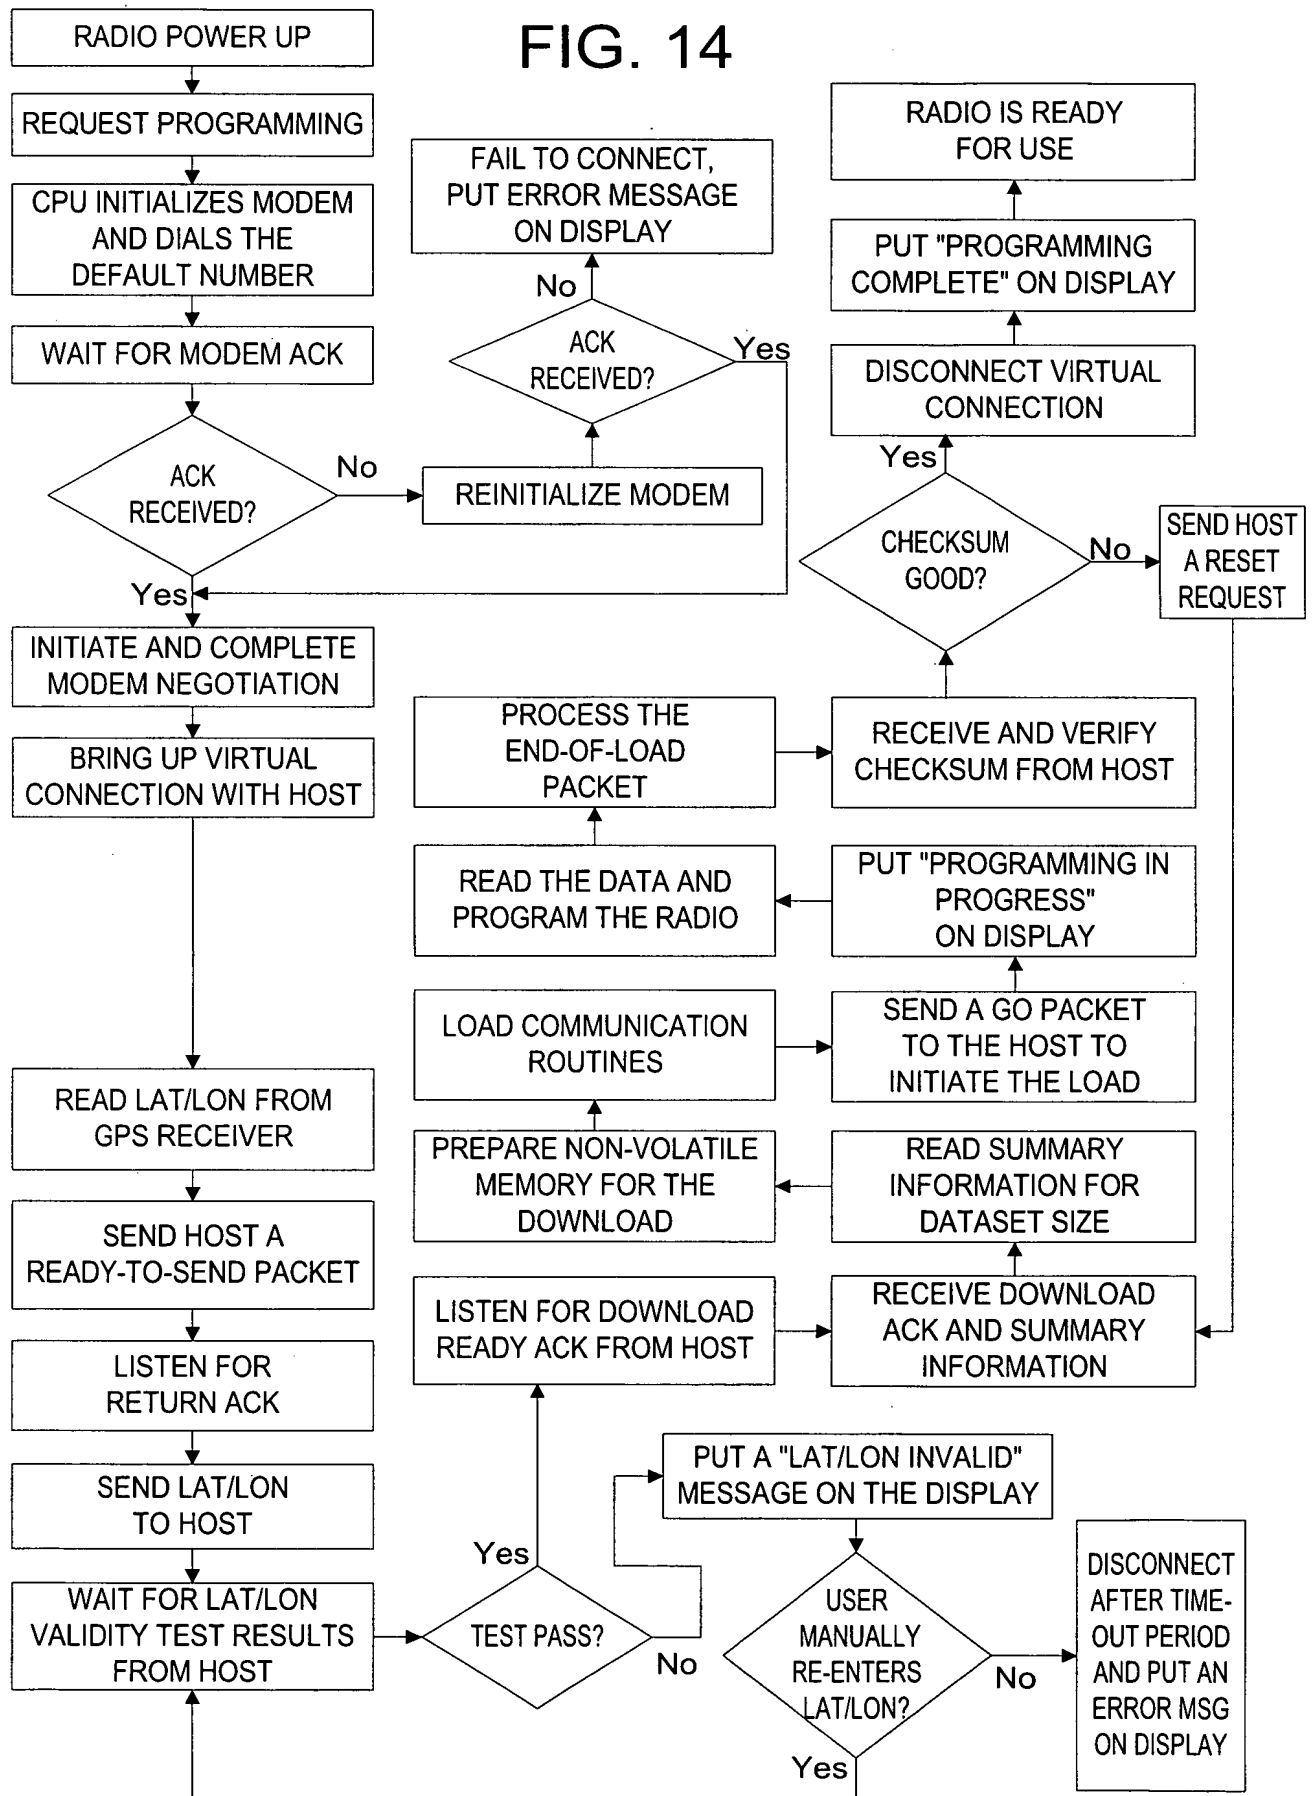 FIG. 14
RADIO POWER UP
REQUEST PROGRAMMING
CPU INITIALIZES MODEM
AND DIALS THE
DEFAULT NUMBER
WAIT FOR MODEM ACK
ACK
RECEIVED?
No
Yes
REINITIALIZE MODEM
ACK
RECEIVED?
No
Yes
FAIL TO CONNECT,
PUT ERROR MESSAGE
ON DISPLAY
INITIATE AND COMPLETE
MODEM NEGOTIATION
BRING UP VIRTUAL
CONNECTION WITH HOST
READ LAT/LON FROM
GPS RECEIVER
SEND HOST A
READY-TO-SEND PACKET
LISTEN FOR
RETURN ACK
SEND LAT/LON
TO HOST
WAIT FOR LAT/LON
VALIDITY TEST RESULTS
FROM HOST
TEST PASS?
Yes
No
PUT A "LAT/LON INVALID"
MESSAGE ON THE DISPLAY
USER
MANUALLY
RE-ENTERS
LAT/LON?
No
Yes
DISCONNECT
AFTER TIME-
OUT PERIOD
AND PUT AN
ERROR MSG
ON DISPLAY
LISTEN FOR DOWNLOAD
READY ACK FROM HOST
RECEIVE DOWNLOAD
ACK AND SUMMARY
INFORMATION
READ SUMMARY
INFORMATION FOR
DATASET SIZE
PREPARE NON-VOLATILE
MEMORY FOR THE
DOWNLOAD
LOAD COMMUNICATION
ROUTINES
SEND A GO PACKET
TO THE HOST TO
INITIATE THE LOAD
PUT "PROGRAMMING IN
PROGRESS"
ON DISPLAY
READ THE DATA AND
PROGRAM THE RADIO
PROCESS THE
END-OF-LOAD
PACKET
RECEIVE AND VERIFY
CHECKSUM FROM HOST
CHECKSUM
GOOD?
No
Yes
SEND HOST
A RESET
REQUEST
DISCONNECT VIRTUAL
CONNECTION
PUT "PROGRAMMING
COMPLETE" ON DISPLAY
RADIO IS READY
FOR USE